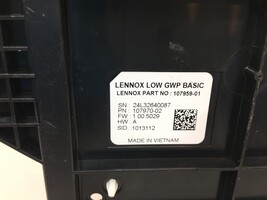 LENNOX LOW GWP BASIC
LENNOX PART NO : 107959-01
SN : 24L32640087
PN : 107970-02
FW : 1.00.5029
HW : A
SID : 1013112
MADE IN VIETNAM